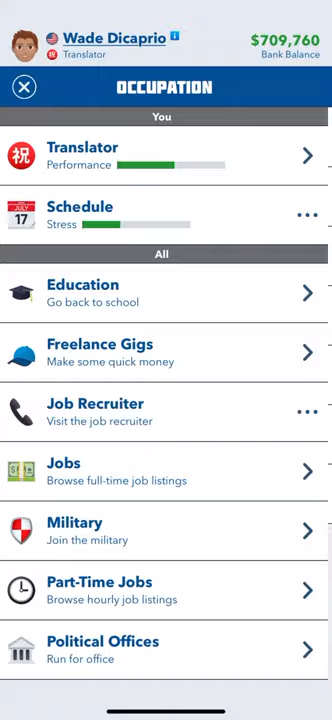 Wade Dicaprio i
$709,760
㊗ Translator
Bank Balance
OCCUPATION
You
祝 Translator
Performance
JULY
17
Schedule
Stress
All
Education
Go back to school
Freelance Gigs
Make some quick money
Job Recruiter
Visit the job recruiter
Jobs
Browse full-time job listings
Military
Join the military
Part-Time Jobs
Browse hourly job listings
Political Offices
Run for office